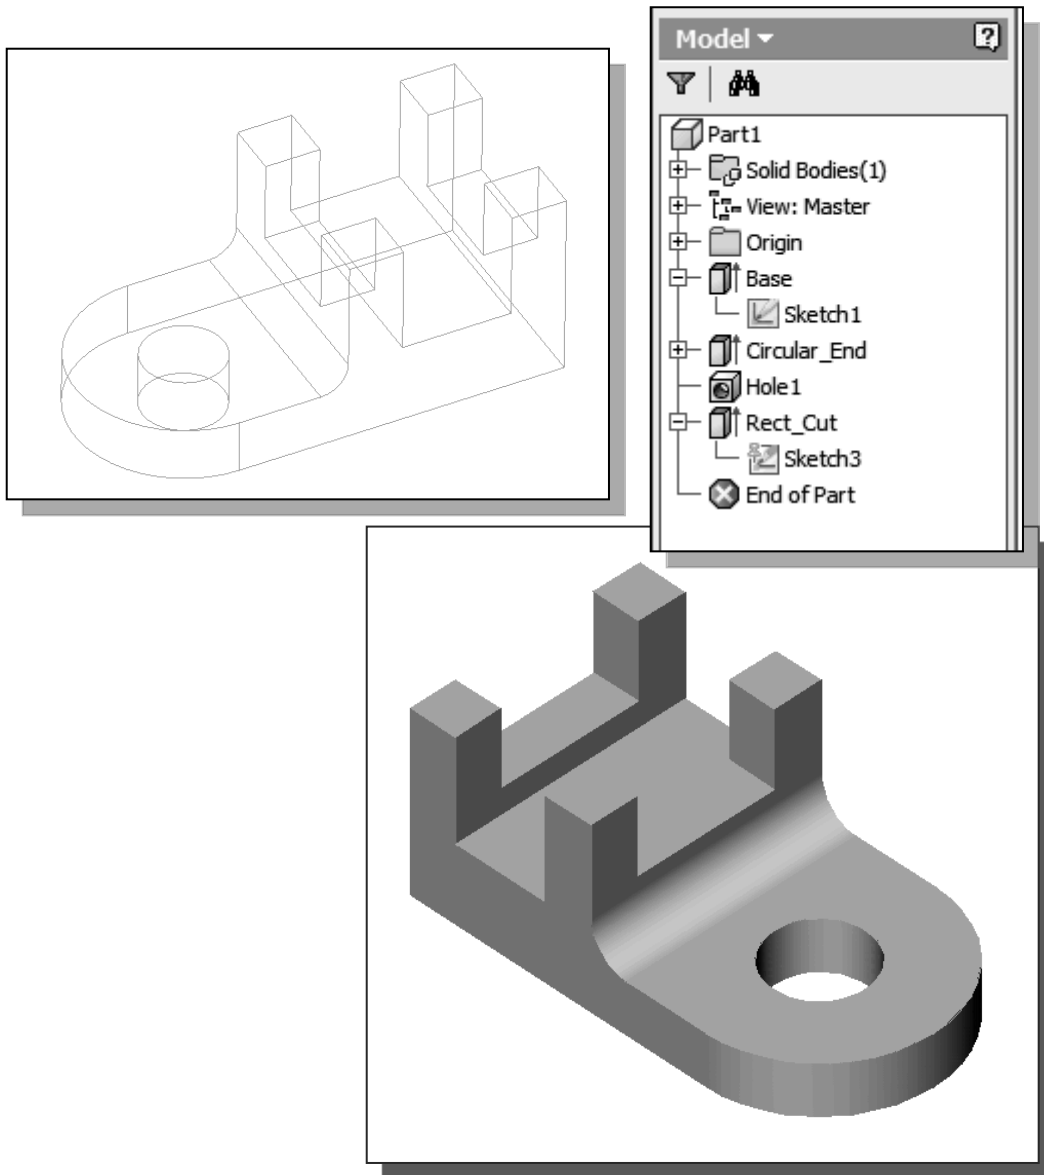 Model
Part1
Solid Bodies(1)
View: Master
Origin
Base
Sketch1
Circular_End
Hole1
Rect_Cut
Sketch3
End of Part